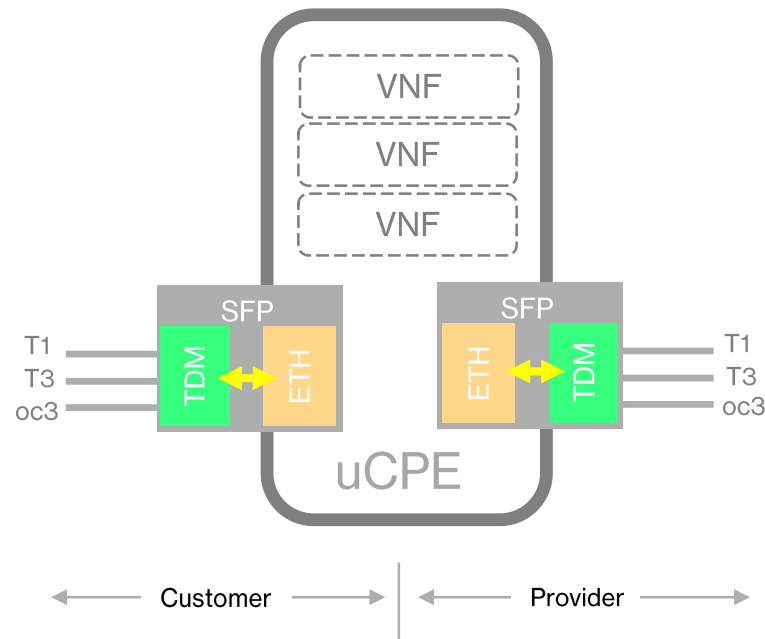 VNF
VNF
VNF
SFP
SFP
T1
T3
oc3
TDM
ETH
ETH
TDM
T1
T3
oc3
uCPE
Customer
Provider